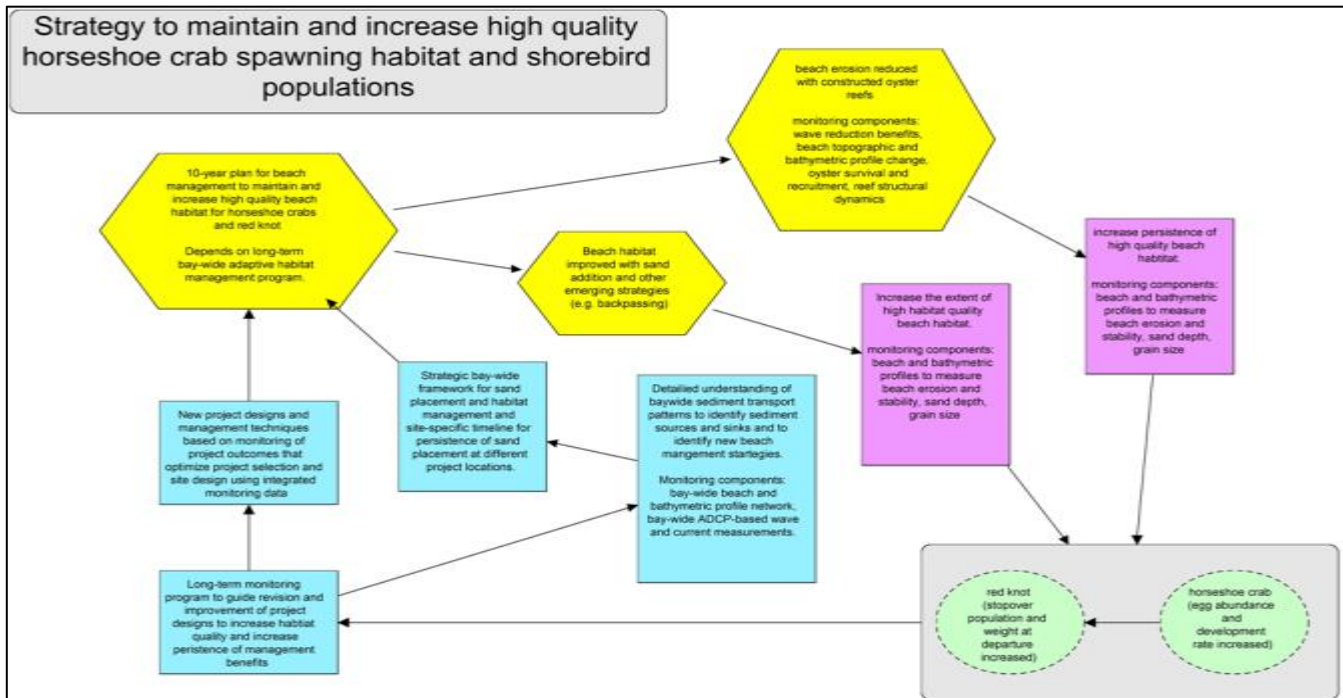 Strategy to maintain and increase high quality
horseshoe crab spawning habitat and shorebird
populations
beach erosion reduced
with constructed oyster
reefs
monitoring components:
wave reduction benefits,
beach topographic and
bathymetric profile change,
oyster survival and
recruitment, reef structural
dynamics
10-year plan for beach
management to maintain and
increase high quality beach
habitat for horseshoe crabs
and red knot
Depends on long-term
bay-wide adaptive habitat
management program.
Beach habitat
improved with sand
addition and other
emerging strategies
(e.g. backpassing)
increase persistence of
high quality beach
habtitat.
monitoring components:
beach and bathymetric
profiles to measure
beach erosion and
stability, sand depth,
grain size
Increase the extent of
high habitat quality
beach habitat.
monitoring components:
beach and bathymetric
profiles to measure
beach erosion and
stability, sand depth,
grain size
New project designs and
management techniques
based on monitoring of
project outcomes that
optimize project selection and
site design using integrated
monitoring data
Strategic bay-wide
framework for sand
placement and habitat
management and
site-specific timeline for
persistence of sand
placement at different
project locations.
Detailied understanding of
baywide sediment transport
patterns to identify sediment
sources and sinks and to
identify new beach
mangement startegies.
Monitoring components:
bay-wide beach and
bathymetric profile network,
bay-wide ADCP-based wave
and current measurements.
Long-term monitoring
program to guide revision and
improvement of project
designs to increase habtiat
quality and increase
peristence of management
benefits
red knot
(stopover
population and
weight at
departure
increased)
horseshoe crab
(egg abundance
and
development
rate increased)